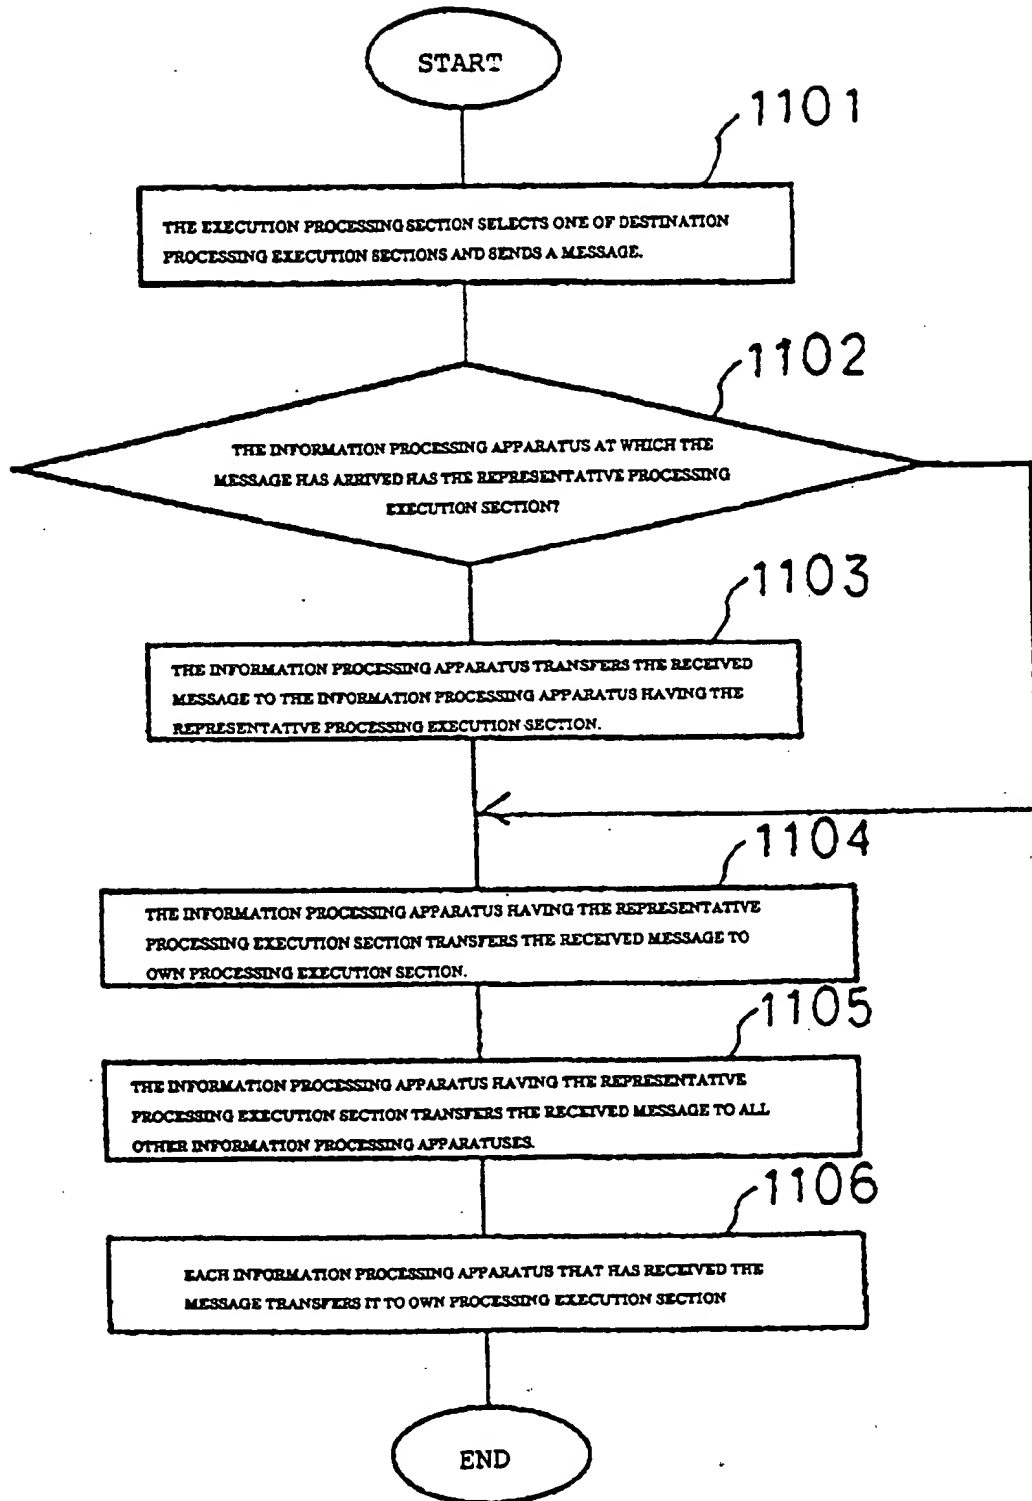 START
1101
THE EXECUTION PROCESSING SECTION SELECTS ONE OF DESTINATION
PROCESSING EXECUTION SECTIONS AND SENDS A MESSAGE.
1102
THE INFORMATION PROCESSING APPARATUS AT WHICH THE
MESSAGE HAS ARRIVED HAS THE REPRESENTATIVE PROCESSING
EXECUTION SECTION?
1103
THE INFORMATION PROCESSING APPARATUS TRANSFERS THE RECEIVED
MESSAGE TO THE INFORMATION PROCESSING APPARATUS HAVING THE
REPRESENTATIVE PROCESSING EXECUTION SECTION.
1104
THE INFORMATION PROCESSING APPARATUS HAVING THE REPRESENTATIVE
PROCESSING EXECUTION SECTION TRANSFERS THE RECEIVED MESSAGE TO
OWN PROCESSING EXECUTION SECTION.
1105
THE INFORMATION PROCESSING APPARATUS HAVING THE REPRESENTATIVE
PROCESSING EXECUTION SECTION TRANSFERS THE RECEIVED MESSAGE TO ALL
OTHER INFORMATION PROCESSING APPARATUSES.
1106
EACH INFORMATION PROCESSING APPARATUS THAT HAS RECEIVED THE
MESSAGE TRANSFERS IT TO OWN PROCESSING EXECUTION SECTION
END